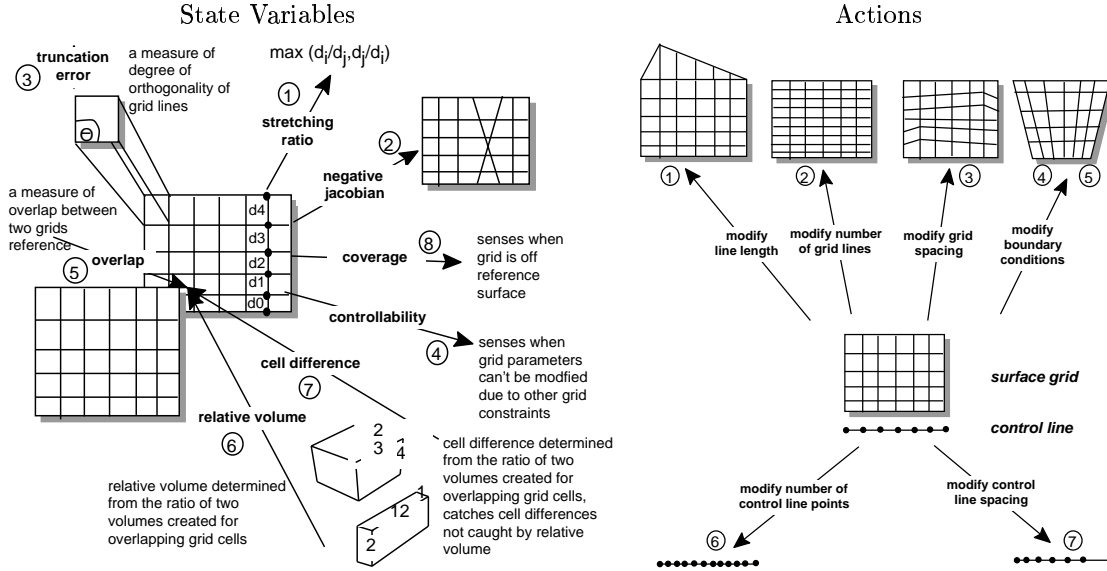 State Variables
Actions
truncation
error
3
a measure of
degree of
orthogonality of
grid lines
Θ
max (di/dj,dj/di)
1
stretching
ratio
2
negative
jacobian
a measure of
overlap between
two grids
reference
overlap
5
d4
d3
d2
d1
d0
coverage
8
senses when
grid is off
reference
surface
controllability
4
senses when
grid parameters
can't be modfied
due to other grid
constraints
cell difference
7
relative volume
6
relative volume determined
from the ratio of two
volumes created for
overlapping grid cells
2
3
4
1
12
2
cell difference determined
from the ratio of two
volumes created for
overlapping grid cells,
catches cell differences
not caught by relative
volume
1
2
3
4
5
modify
line length
modify number
of grid lines
modify grid
spacing
modify
boundary
conditions
surface grid
control line
modify number of
control line points
modify control
line spacing
6
7